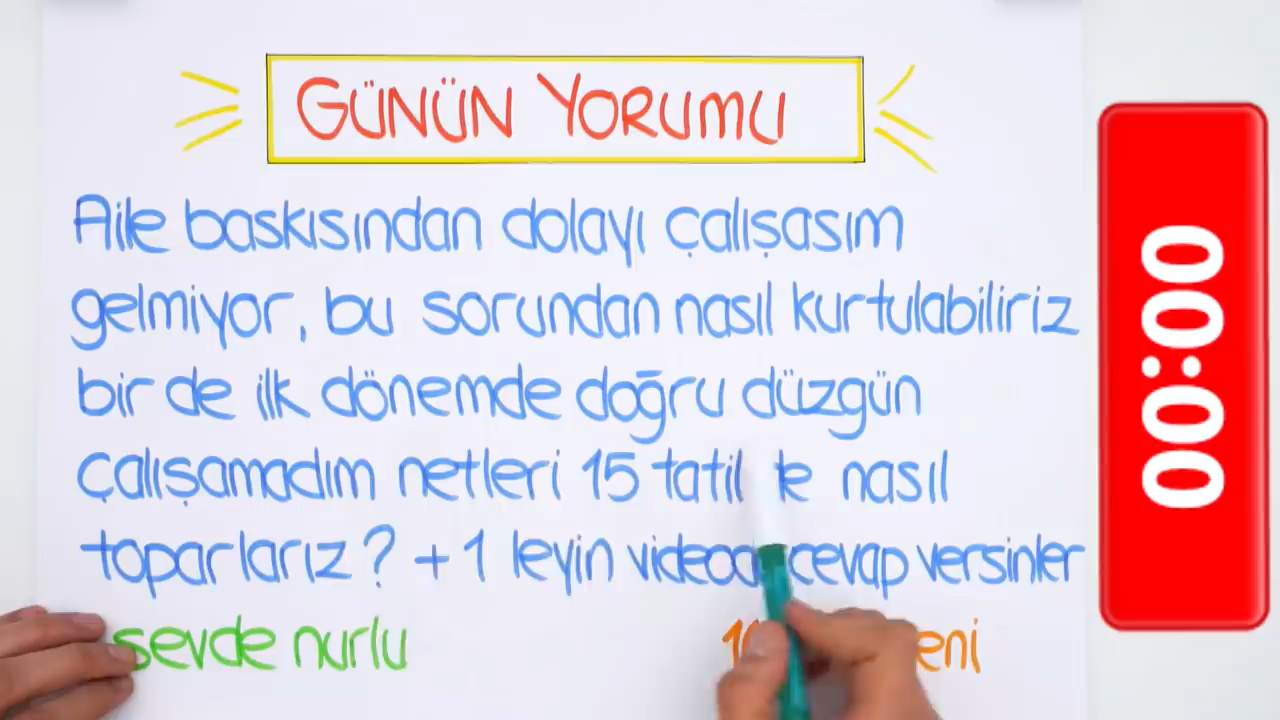 GÜNÜN YORUMU
Aile baskısından dolayı çalışasım
gelmiyor, bu sorundan nasıl kurtulabiliriz
bir de ilk dönemde doğru düzgün
çalışamadım netleri 15 tatil nasıl
toparlarız? +1 leyin cevap versinler
sevde nurlu
00:00